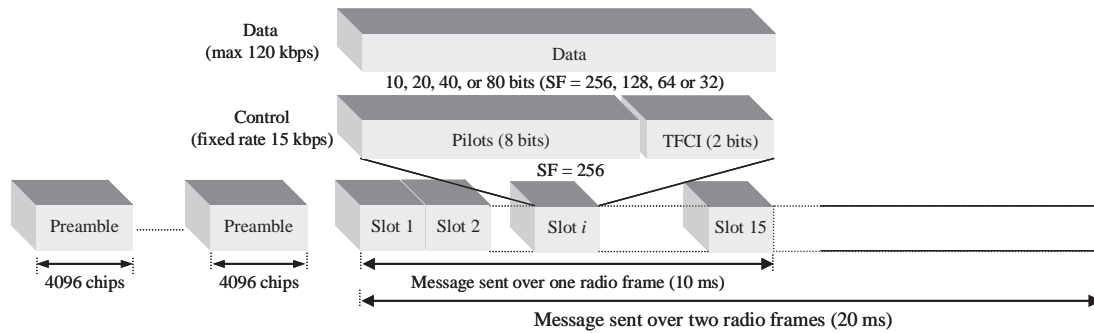 Data
(max 120 kbps)
Data
10, 20, 40, or 80 bits (SF = 256, 128, 64 or 32)
Control
(fixed rate 15 kbps)
Pilots (8 bits)
TFCI (2 bits)
SF = 256
Preamble
Preamble
Slot 1
Slot 2
Slot i
Slot 15
4096 chips
4096 chips
Message sent over one radio frame (10 ms)
Message sent over two radio frames (20 ms)